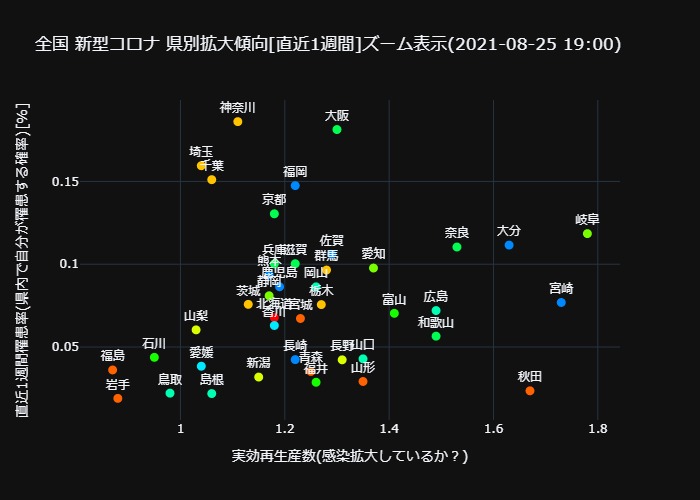 全国 新型コロナ 県別拡大傾向[直近1週間]ズーム表示(2021-08-25 19:00)
直近1週間罹患率(県内で自分が罹患する確率)[%]
神奈川
大阪
埼玉
千葉
0.15
福岡
京都
岐阜
奈良
大分
佐賀
兵庫
滋賀
群馬
愛知
熊本
0.1
鹿児島
岡山
静岡
茨城
栃木
宮崎
北海道
宮城
富山
広島
香川
山梨
和歌山
0.05
石川
愛媛
長崎
長野
山口
福島
青森
新潟
福井
山形
岩手
鳥取
島根
秋田
1
1.2
1.4
1.6
1.8
実効再生産数(感染拡大しているか？)